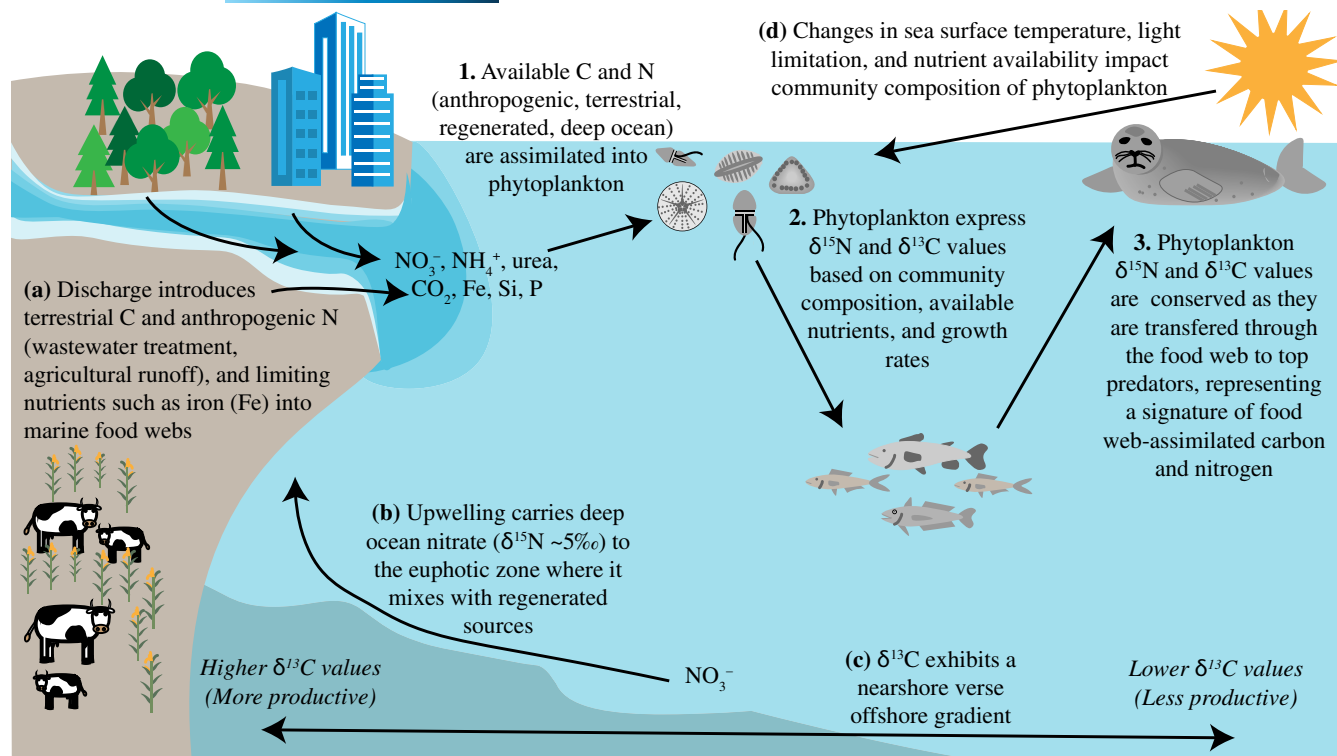 (d) Changes in sea surface temperature, light
limitation, and nutrient availability impact
community composition of phytoplankton
1. Available C and N
(anthropogenic, terrestrial,
regenerated, deep ocean)
are assimilated into
phytoplankton
2. Phytoplankton express
δ¹⁵N and δ¹³C values
based on community
composition, available
nutrients, and growth
rates
3. Phytoplankton
δ¹⁵N and δ¹³C values
are conserved as they
are transfered through
the food web to top
predators, representing
a signature of food
web-assimilated carbon
and nitrogen
NO₃⁻, NH₄⁺, urea,
CO₂, Fe, Si, P
(a) Discharge introduces
terrestrial C and anthropogenic N
(wastewater treatment,
agricultural runoff), and limiting
nutrients such as iron (Fe) into
marine food webs
(b) Upwelling carries deep
ocean nitrate (δ¹⁵N ~5‰) to
the euphotic zone where it
mixes with regenerated
sources
NO₃⁻
(c) δ¹³C exhibits a
nearshore verse
offshore gradient
Higher δ¹³C values
(More productive)
Lower δ¹³C values
(Less productive)